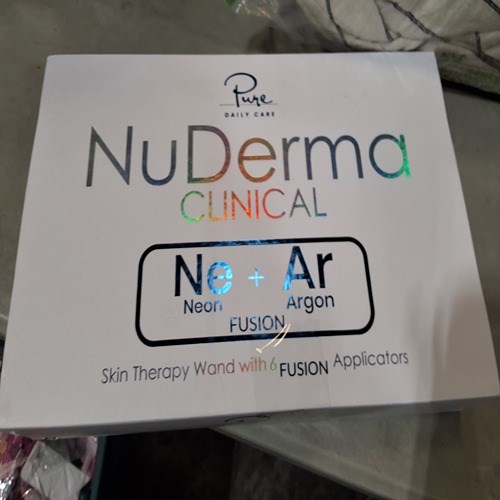 Pure
DAILY CARE
NuDerma
CLINICAL
Ne + Ar
Neon Argon
FUSION
Skin Therapy Wand with 6 FUSION Applicators